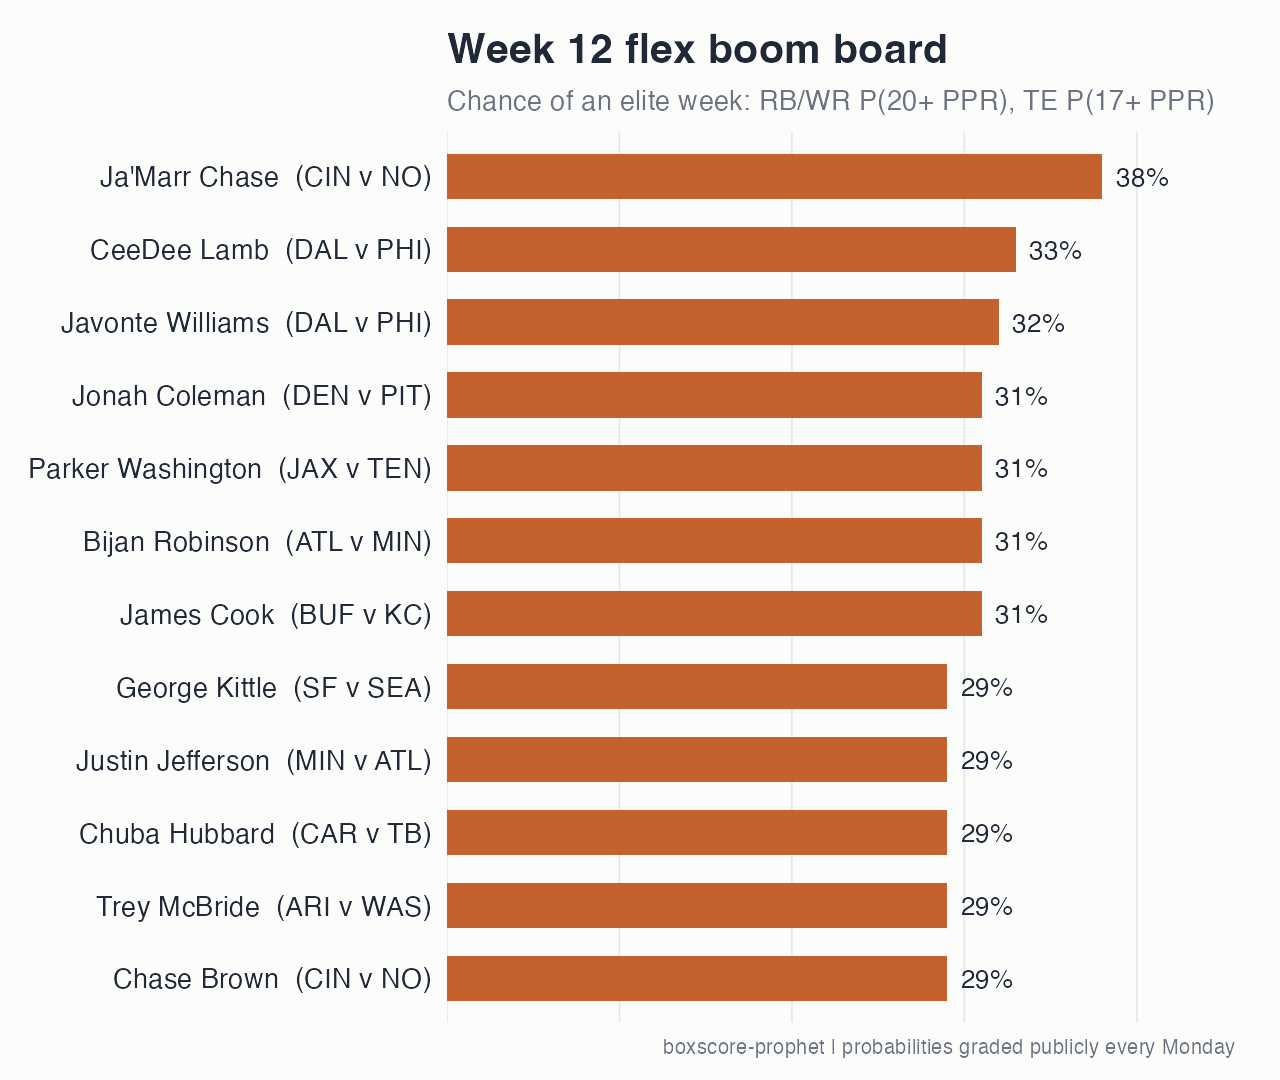 Week 12 flex boom board
Chance of an elite week: RB/WR P(20+ PPR), TE P(17+ PPR)
Ja'Marr Chase (CIN v NO) 38%
CeeDee Lamb (DAL v PHI) 33%
Javonte Williams (DAL v PHI) 32%
Jonah Coleman (DEN v PIT) 31%
Parker Washington (JAX v TEN) 31%
Bijan Robinson (ATL v MIN) 31%
James Cook (BUF v KC) 31%
George Kittle (SF v SEA) 29%
Justin Jefferson (MIN v ATL) 29%
Chuba Hubbard (CAR v TB) 29%
Trey McBride (ARI v WAS) 29%
Chase Brown (CIN v NO) 29%
boxscore-prophet | probabilities graded publicly every Monday